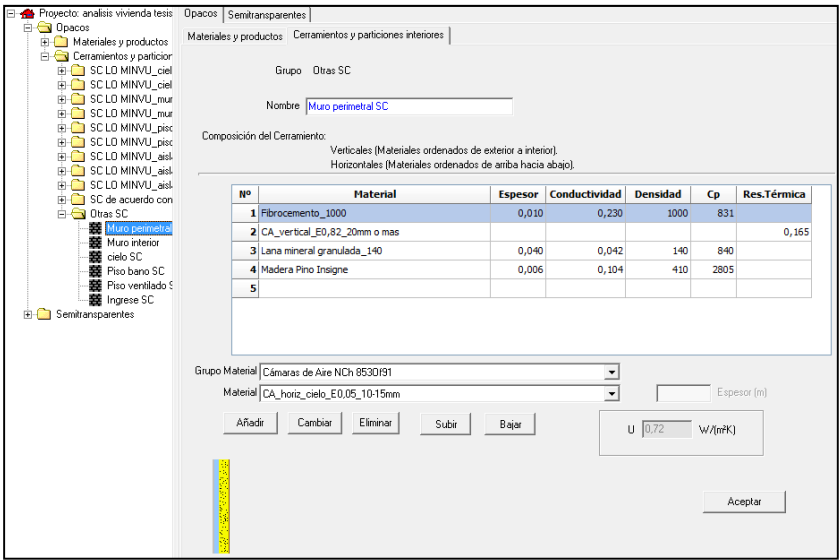 Proyecto: analisis vivienda tesis
Opacos
Materiales y productos
Cerramientos y particion
SC LO MINVU_ciel
SC LO MINVU_ciel
SC LO MINVU_mur
SC LO MINVU_mur
SC LO MINVU_piso
SC LO MINVU_piso
SC LO MINVU_aisl
SC LO MINVU_aisl
SC LO MINVU_aisl
SC de acuerdo con
Otras SC
Muro perimetral
Muro interior
cielo SC
Piso bano SC
Piso ventilado S
Ingrese SC
Semitransparentes
Opacos Semitransparentes
Materiales y productos Cerramientos y particiones interiores
Grupo Otras SC
Nombre Muro perimetral SC
Composición del Cerramiento:
Verticales (Materiales ordenados de exterior a interior).
Horizontales (Materiales ordenados de arriba hacia abajo).
Nº Material Espesor Conductividad Densidad Cp Res.Térmica
1 Fibrocemento_1000 0,010 0,230 1000 831
2 CA_vertical_E0,82_20mm o mas 0,165
3 Lana mineral granulada_140 0,040 0,042 140 840
4 Madera Pino Insigne 0,006 0,104 410 2805
5
Grupo Material Cámaras de Aire NCh 853Of91
Material CA_horiz_cielo_E0,05_10-15mm Espesor (m)
Añadir Cambiar Eliminar Subir Bajar
U 0,72 W/(m²K)
Aceptar